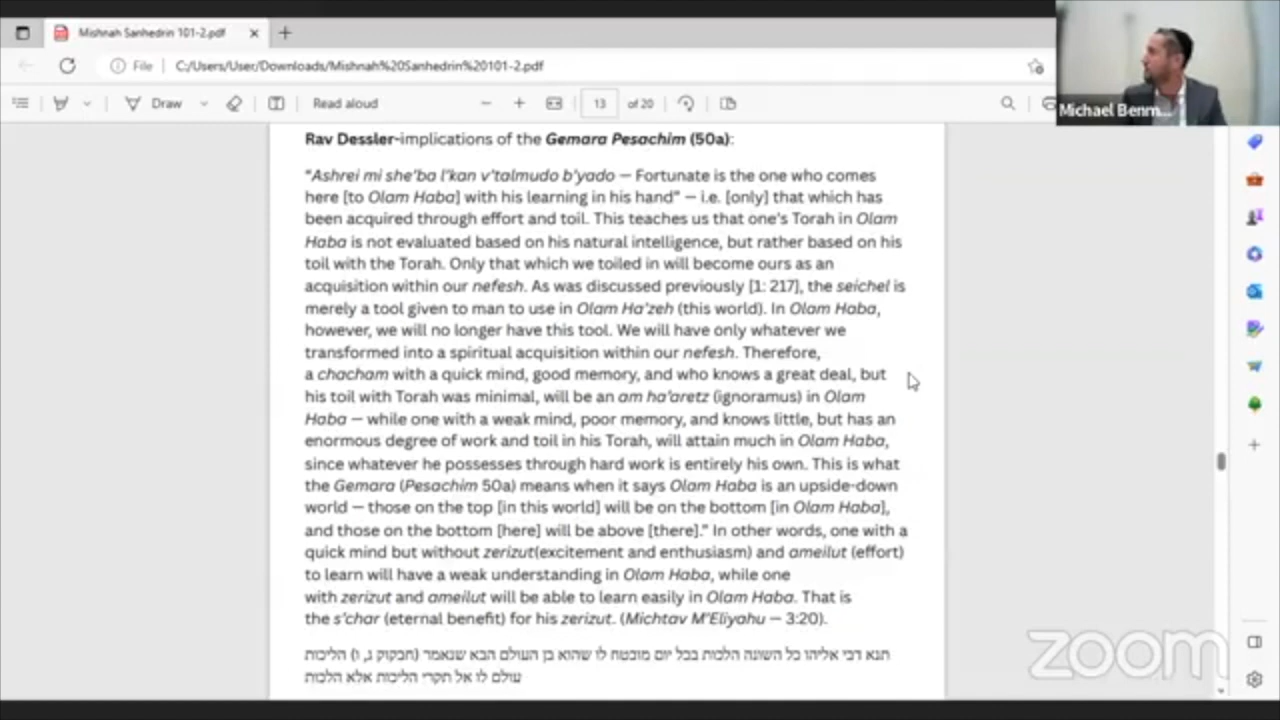 Mishnah Sanhedrin 101-2.pdf
File
C:/Users/User/Downloads/Mishnah%20Sanhedrin%20101-2.pdf
Draw
Read aloud
13
of 20
Michael Benm...
Rav Dessler-implications of the Gemara Pesachim (50a):
"Ashrei mi she'ba l'kan v'talmudo b'yado — Fortunate is the one who comes
here [to Olam Haba] with his learning in his hand" — i.e. [only] that which has
been acquired through effort and toil. This teaches us that one's Torah in Olam
Haba is not evaluated based on his natural intelligence, but rather based on his
toil with the Torah. Only that which we toiled in will become ours as an
acquisition within our nefesh. As was discussed previously [1: 217], the seichel is
merely a tool given to man to use in Olam Ha'zeh (this world). In Olam Haba,
however, we will no longer have this tool. We will have only whatever we
transformed into a spiritual acquisition within our nefesh. Therefore,
a chacham with a quick mind, good memory, and who knows a great deal, but
his toil with Torah was minimal, will be an am ha'aretz (ignoramus) in Olam
Haba — while one with a weak mind, poor memory, and knows little, but has an
enormous degree of work and toil in his Torah, will attain much in Olam Haba,
since whatever he possesses through hard work is entirely his own. This is what
the Gemara (Pesachim 50a) means when it says Olam Haba is an upside-down
world — those on the top [in this world] will be on the bottom [in Olam Haba],
and those on the bottom [here] will be above [there]." In other words, one with a
quick mind but without zerizut(excitement and enthusiasm) and ameilut (effort)
to learn will have a weak understanding in Olam Haba, while one
with zerizut and ameilut will be able to learn easily in Olam Haba. That is
the s'char (eternal benefit) for his zerizut. (Michtav M'Eliyahu — 3:20).
תנא דבי אליהו כל השונה הלכות בכל יום מובטח לו שהוא בן העולם הבא שנאמר (חבקוק ג, ו) הליכות
עולם לו אל תקרי הליכות אלא הלכות
zoom